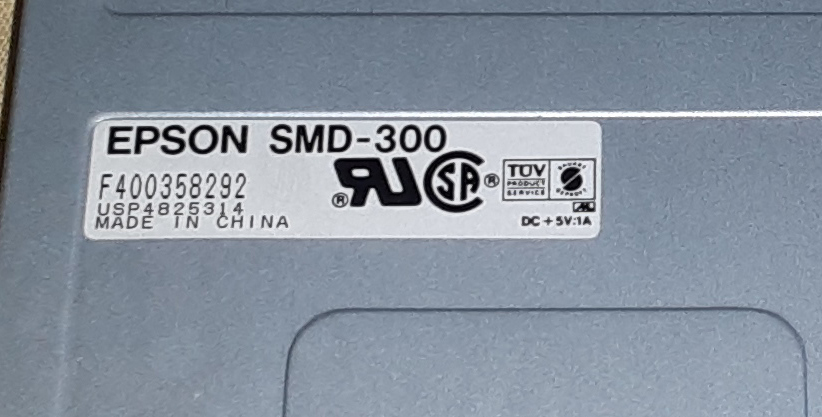 EPSON SMD-300
F400358292
USP4825314
MADE IN CHINA
® ®
TÜV
PRODUCT
SERVICE
DC+5V:1A